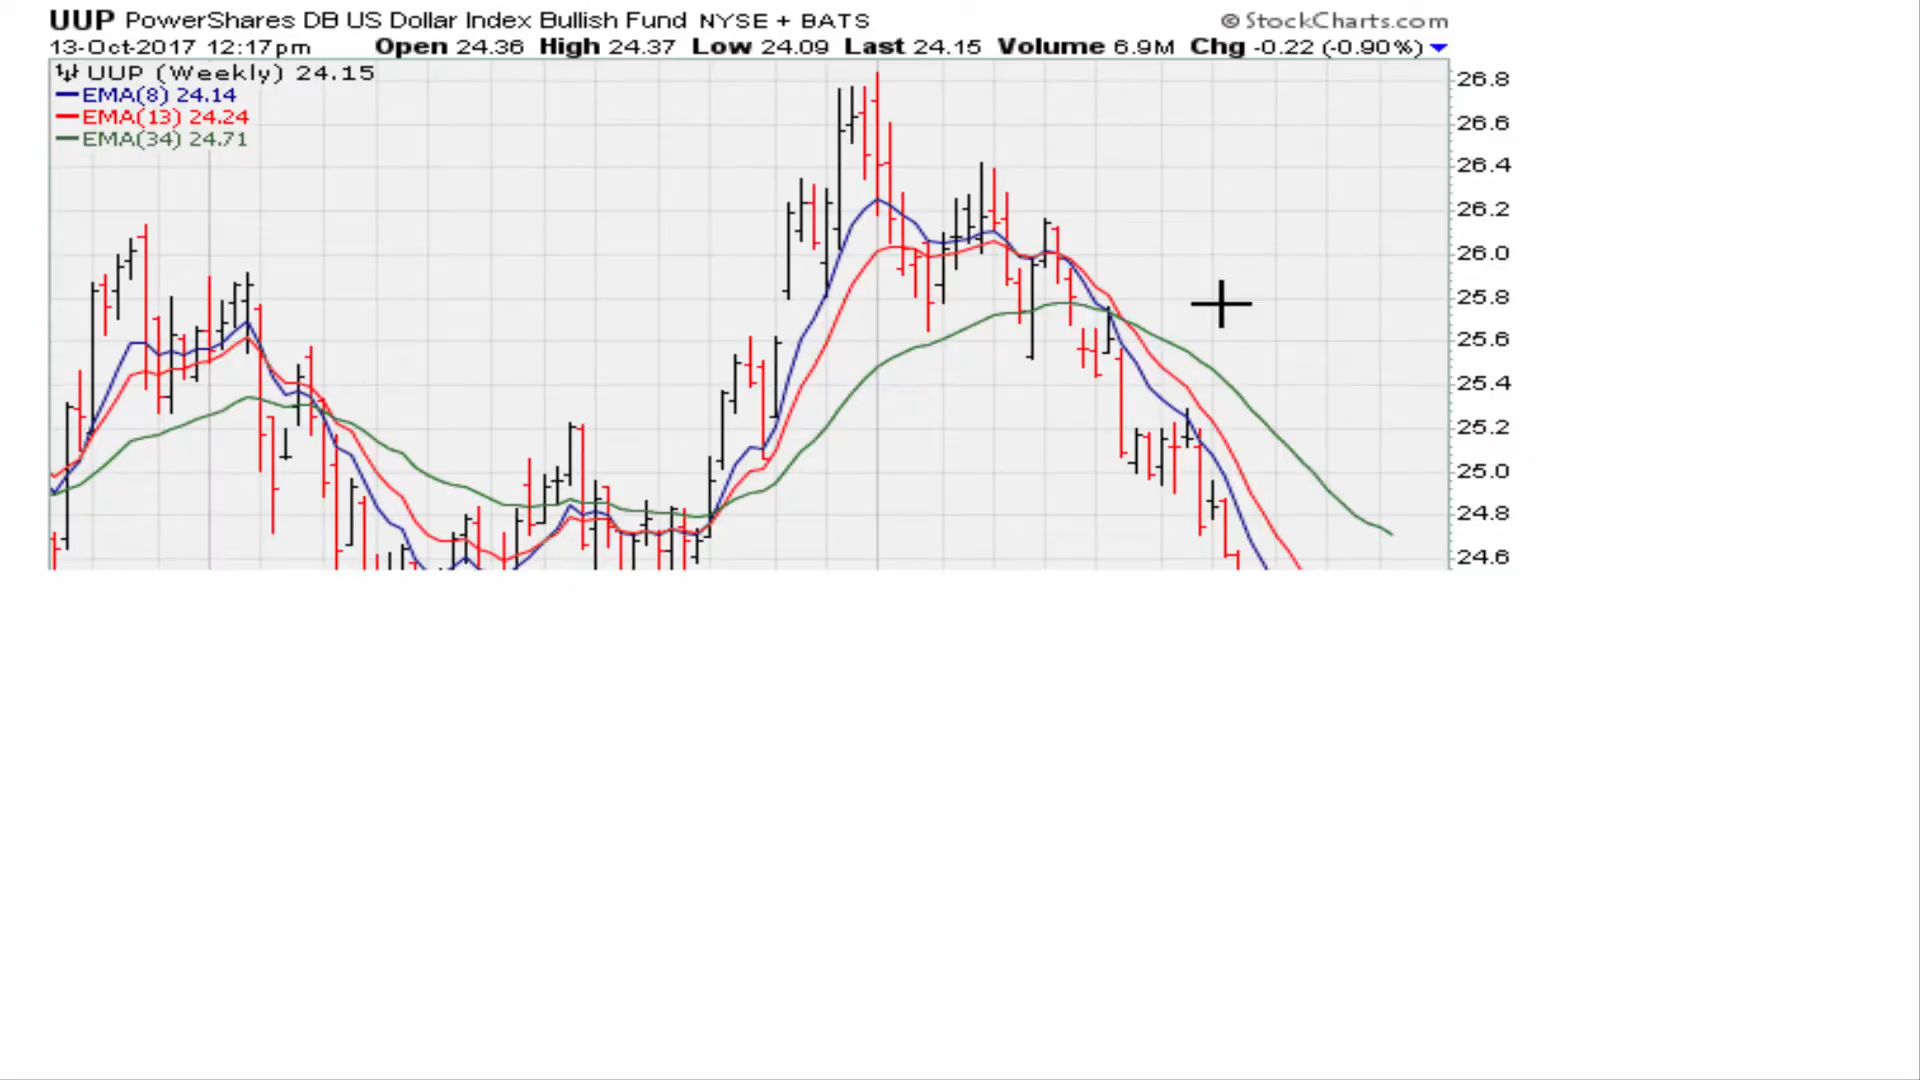 UUP PowerShares DB US Dollar Index Bullish Fund NYSE + BATS © StockCharts.com
13-Oct-2017 12:17pm Open 24.36 High 24.37 Low 24.09 Last 24.15 Volume 6.9M Chg -0.22 (-0.90%)
UUP (Weekly) 24.15
EMA(8) 24.14
EMA(13) 24.24
EMA(34) 24.71
26.8
26.6
26.4
26.2
26.0
25.8
25.6
25.4
25.2
25.0
24.8
24.6